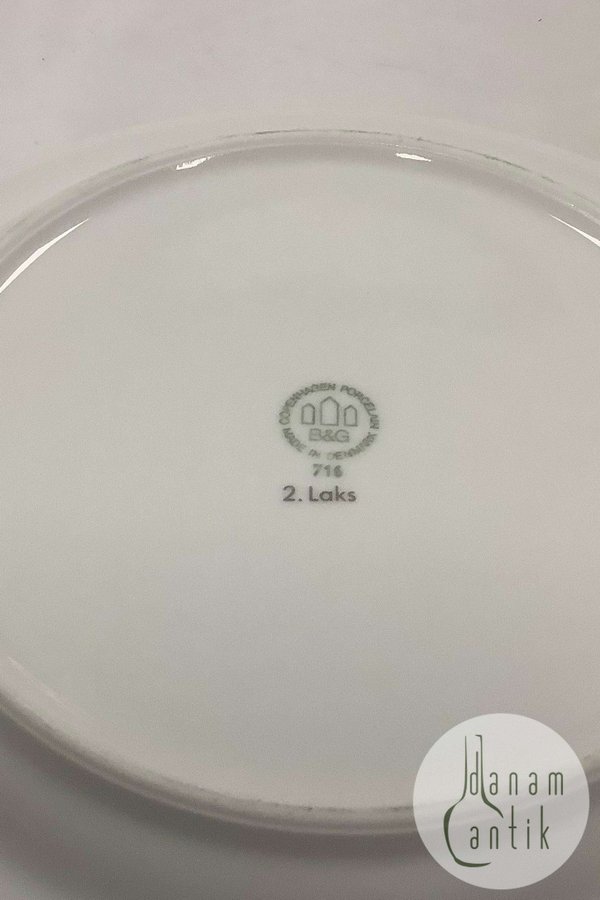 COPENHAGEN PORCELAIN
B&G
MADE IN DENMARK
716
2. Laks
danam
antik